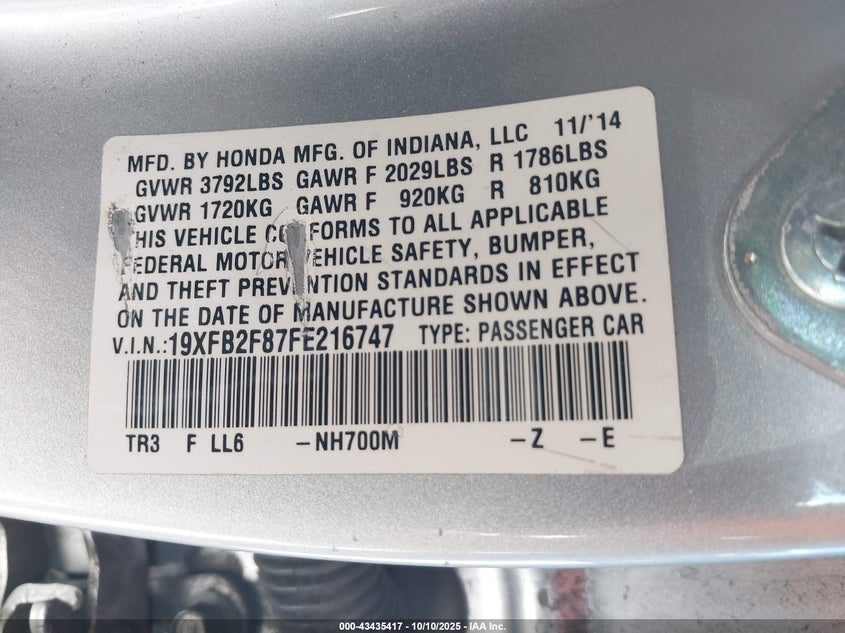 MFD. BY HONDA MFG. OF INDIANA, LLC 11/'14
GVWR 3792LBS GAWR F 2029LBS R 1786LBS
GVWR 1720KG GAWR F 920KG R 810KG
THIS VEHICLE CONFORMS TO ALL APPLICABLE
FEDERAL MOTOR VEHICLE SAFETY, BUMPER,
AND THEFT PREVENTION STANDARDS IN EFFECT
ON THE DATE OF MANUFACTURE SHOWN ABOVE.
V.I.N.:19XFB2F87FE216747 TYPE: PASSENGER CAR
TR3 F LL6 -NH700M -Z -E
000-43435417 - 10/10/2025 - IAA Inc.